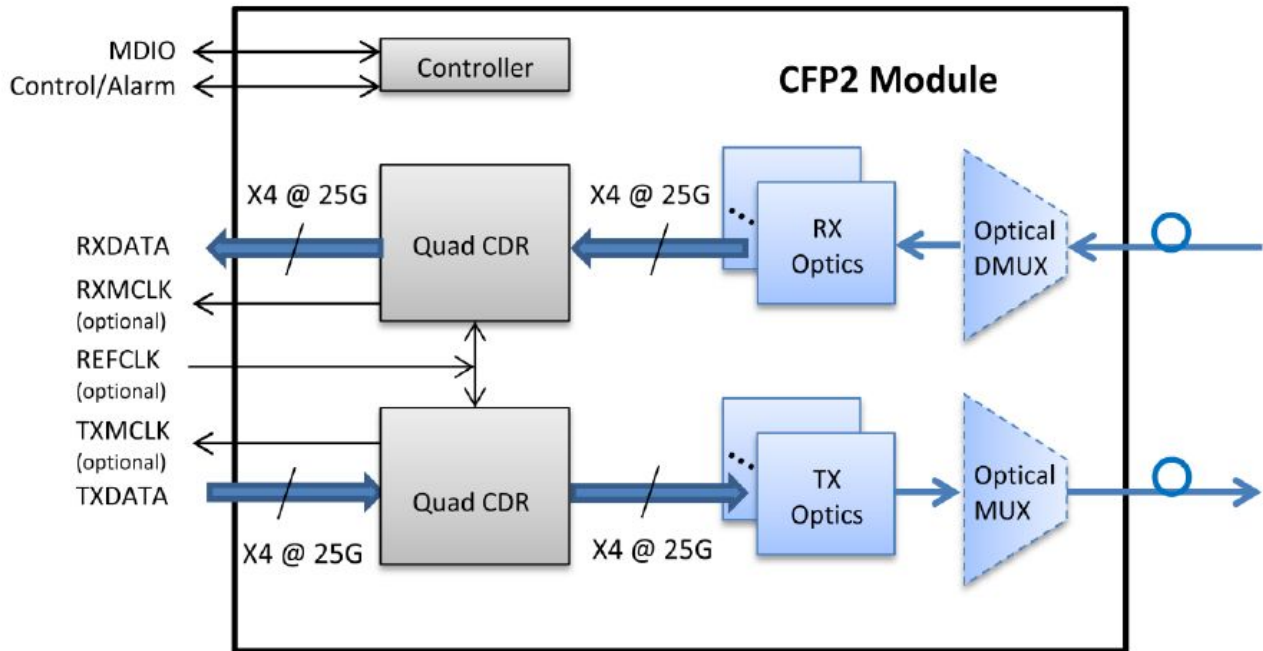 MDIO
Control/Alarm
Controller
CFP2 Module
X4 @ 25G
X4 @ 25G
RXDATA
Quad CDR
RX
Optics
Optical
DMUX
RXMCLK
(optional)
REFCLK
(optional)
TXMCLK
(optional)
TXDATA
Quad CDR
TX
Optics
Optical
MUX
X4 @ 25G
X4 @ 25G